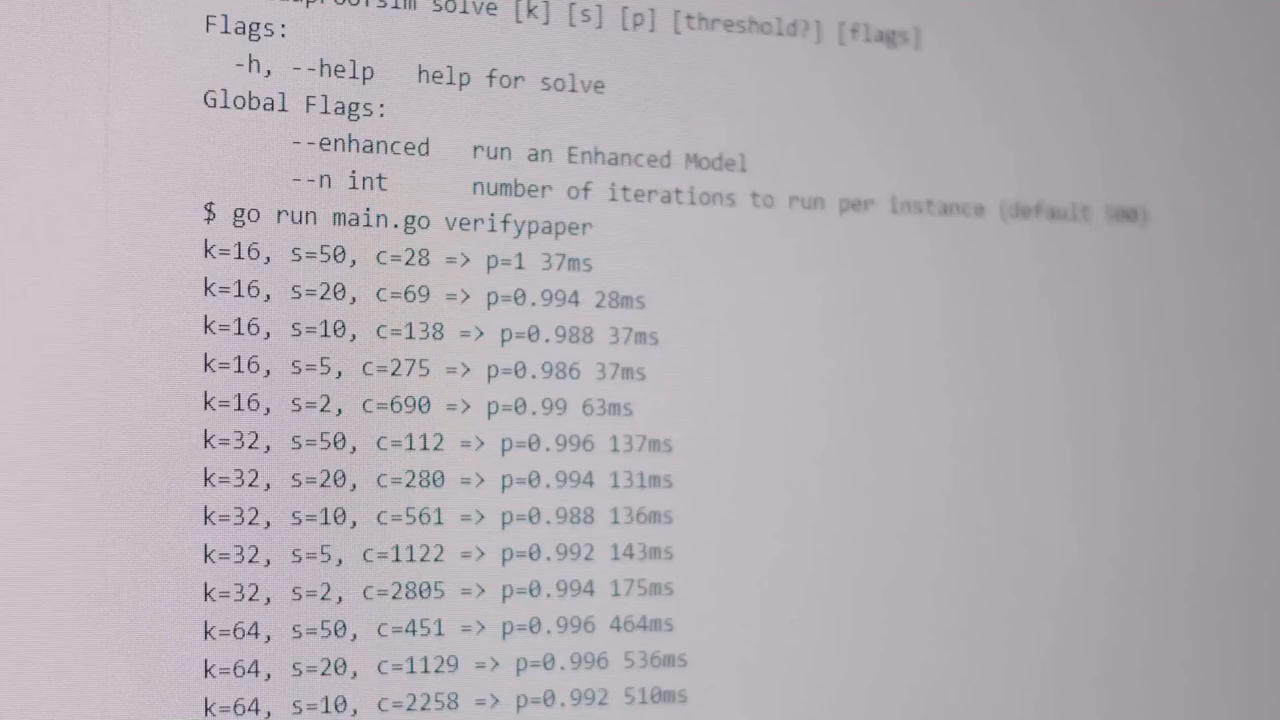 solve [k] [s] [p] [threshold?] [flags]
Flags:
-h, --help help for solve
Global Flags:
--enhanced run an Enhanced Model
--n int number of iterations to run per instance (default 500)
$ go run main.go verifypaper
k=16, s=50, c=28 => p=1 37ms
k=16, s=20, c=69 => p=0.994 28ms
k=16, s=10, c=138 => p=0.988 37ms
k=16, s=5, c=275 => p=0.986 37ms
k=16, s=2, c=690 => p=0.99 63ms
k=32, s=50, c=112 => p=0.996 137ms
k=32, s=20, c=280 => p=0.994 131ms
k=32, s=10, c=561 => p=0.988 136ms
k=32, s=5, c=1122 => p=0.992 143ms
k=32, s=2, c=2805 => p=0.994 175ms
k=64, s=50, c=451 => p=0.996 464ms
k=64, s=20, c=1129 => p=0.996 536ms
k=64, s=10, c=2258 => p=0.992 510ms